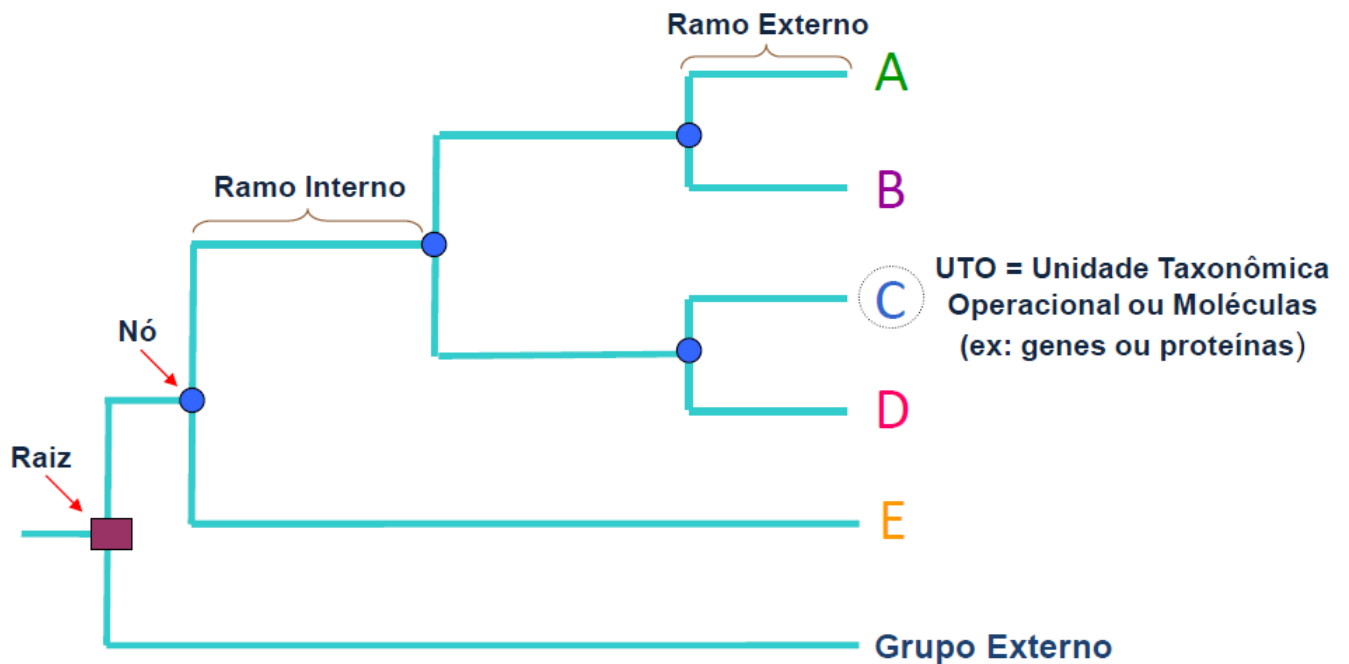 Ramo Externo
A
Ramo Interno
B
UTO = Unidade Taxonômica
C
Operacional ou Moléculas
(ex: genes ou proteínas)
Nó
D
Raiz
E
Grupo Externo